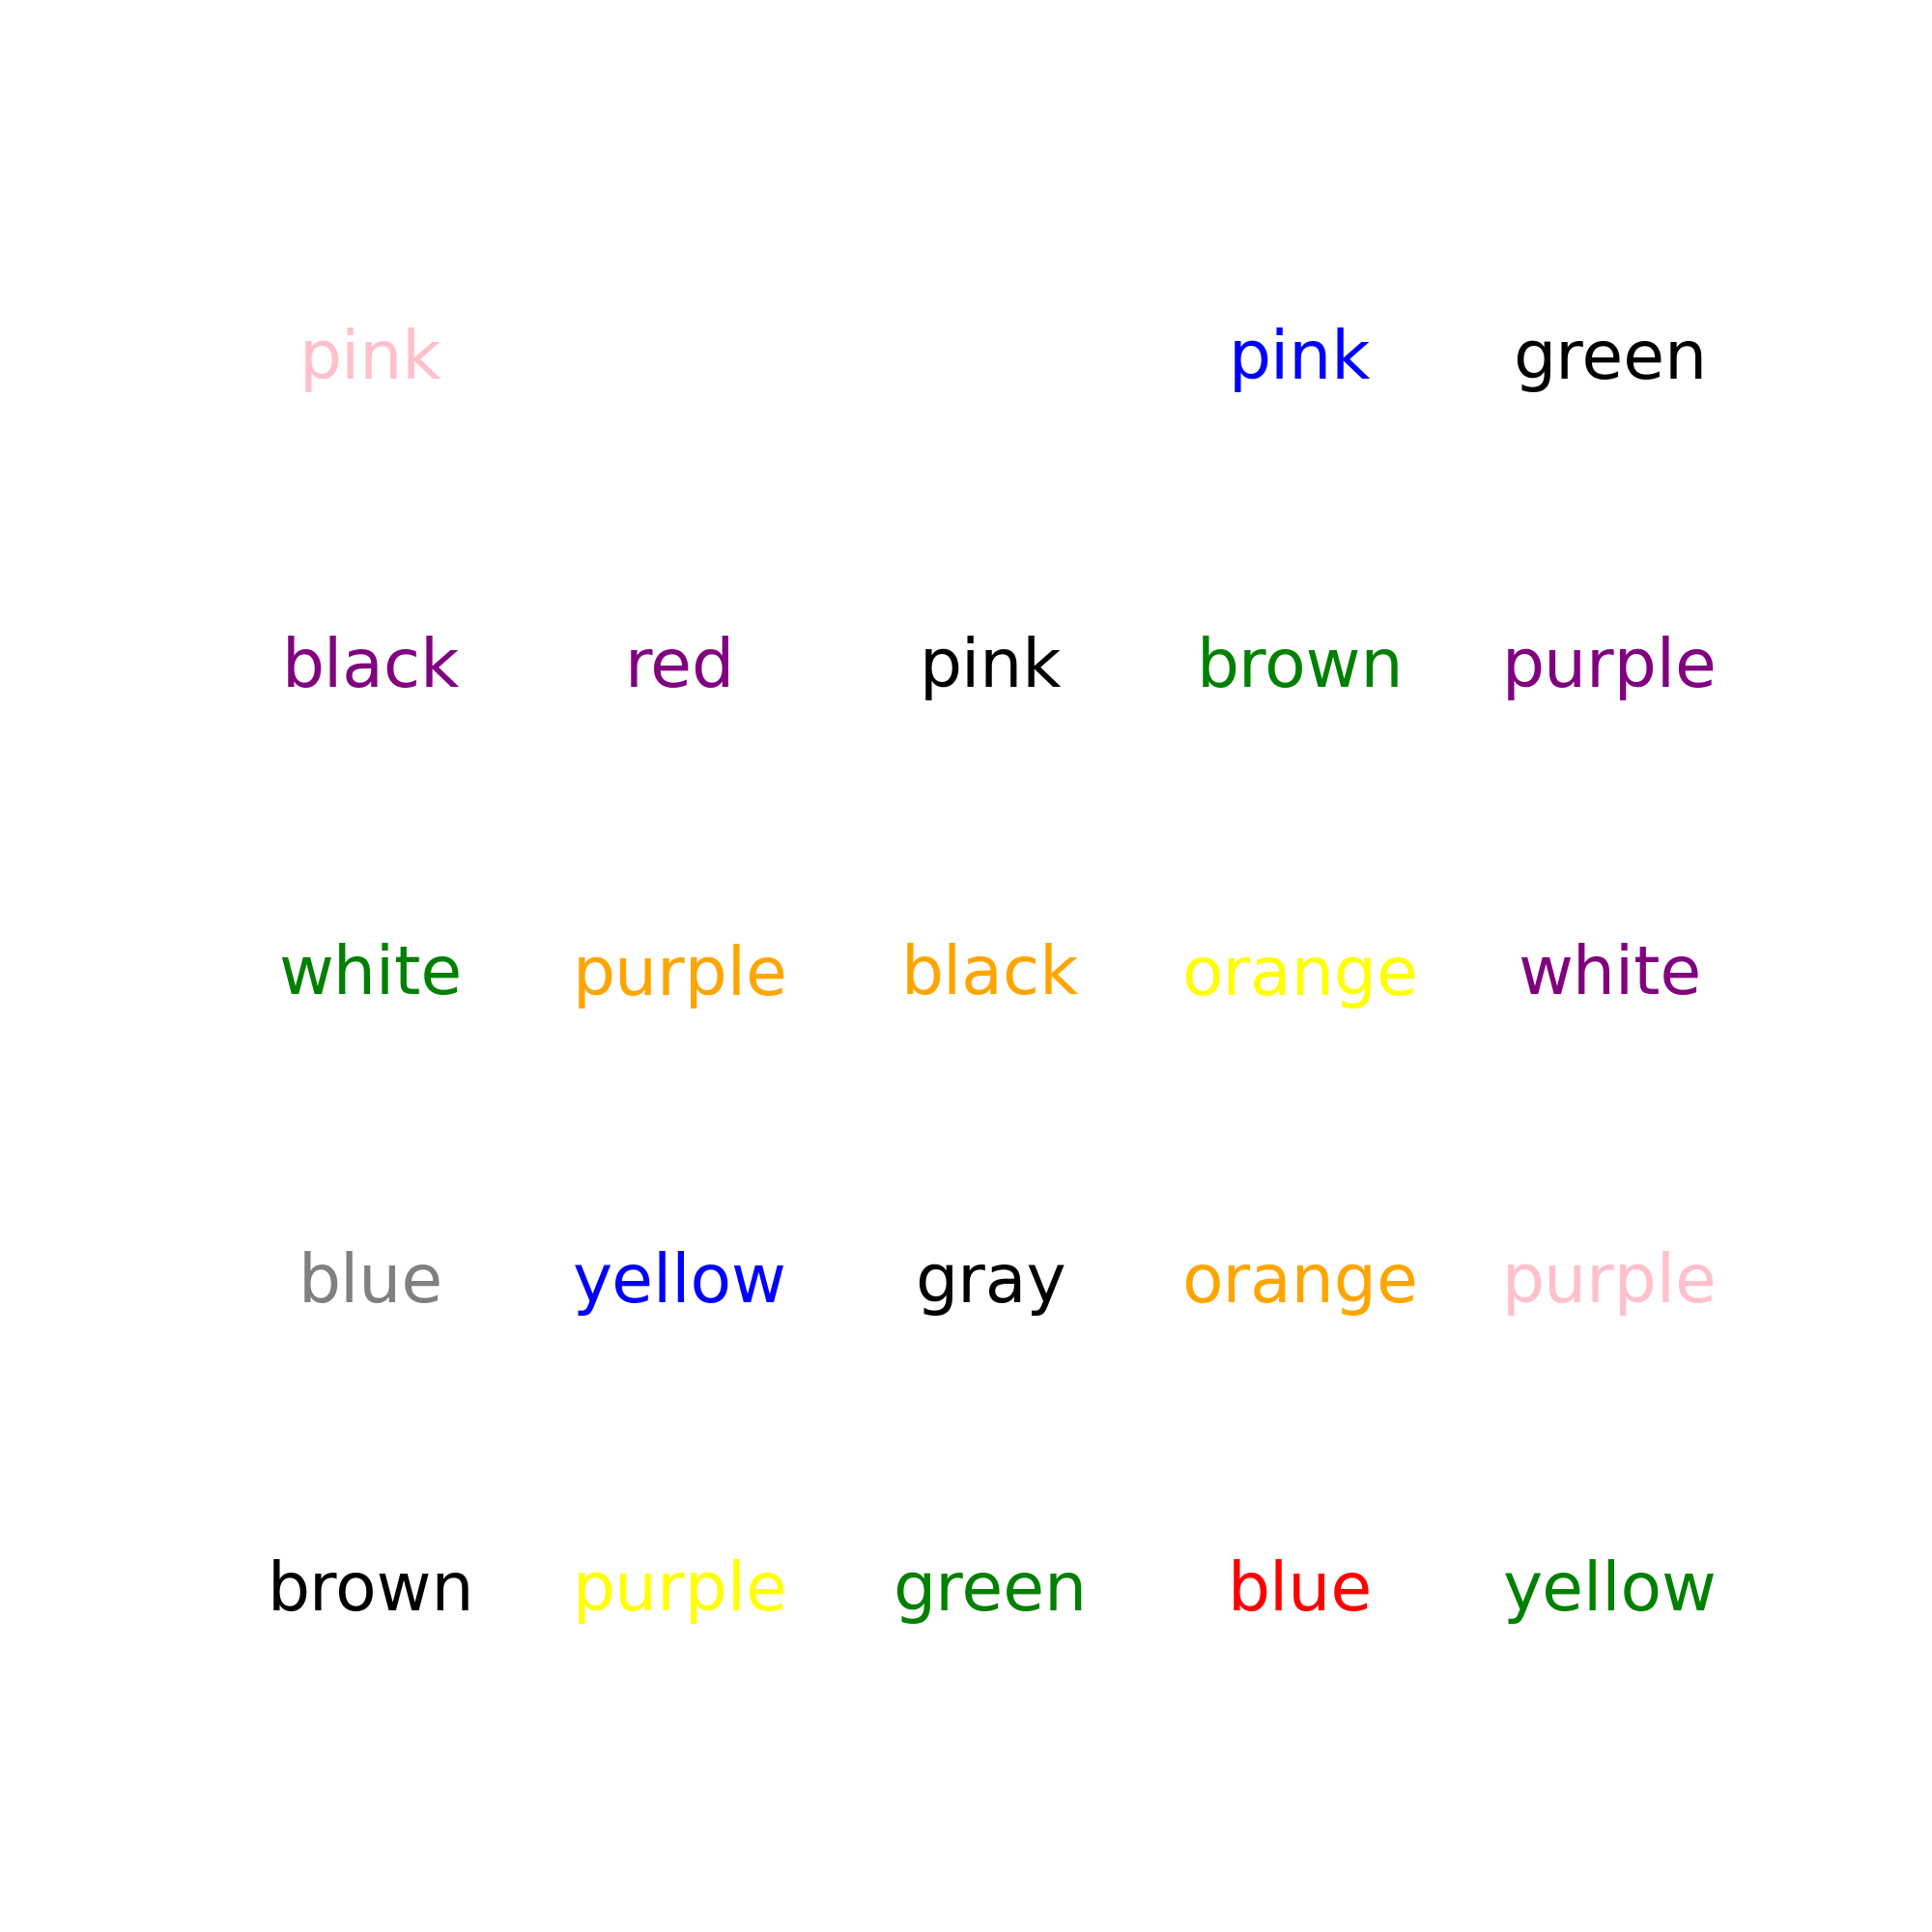 pink pink green
black red pink brown purple
white purple black orange white
blue yellow gray orange purple
brown purple green blue yellow